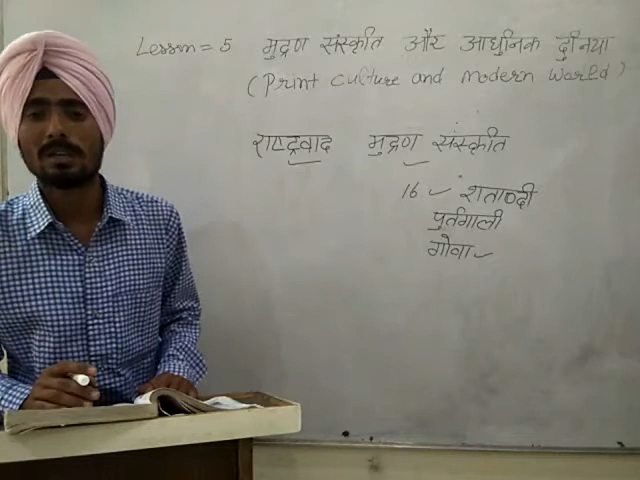 Lesson = 5 मुद्रण संस्कृति और आधुनिक दुनिया
(Print culture and modern world)
राष्ट्रवाद मुद्रण संस्कृति
16 शताब्दी
पुर्तगाली
गोवा